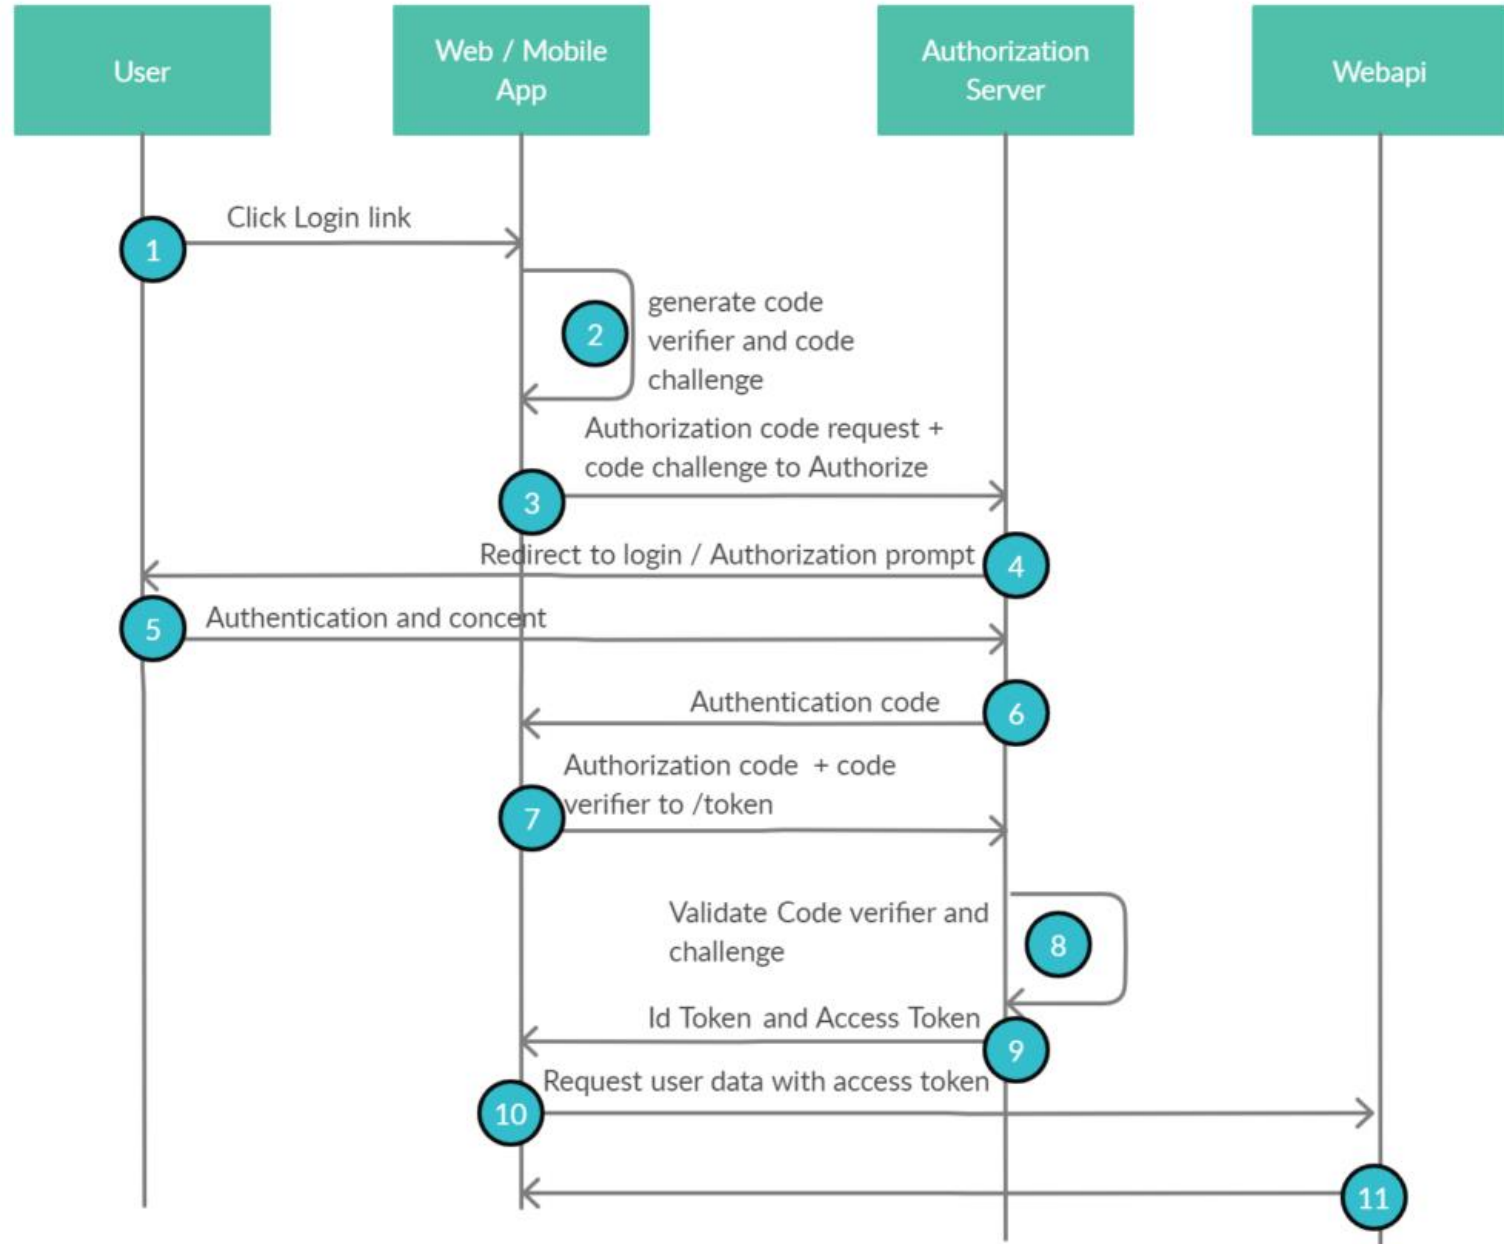 User
Web / Mobile
App
Authorization
Server
Webapi
Click Login link
1
generate code
2
verifier and code
challenge
Authorization code request +
code challenge to Authorize
3
Redirect to login / Authorization prompt
4
5
Authentication and concent
Authentication code
6
Authorization code + code
verifier to /token
7
Validate Code verifier and
challenge
8
Id Token and Access Token
9
Request user data with access token
10
11